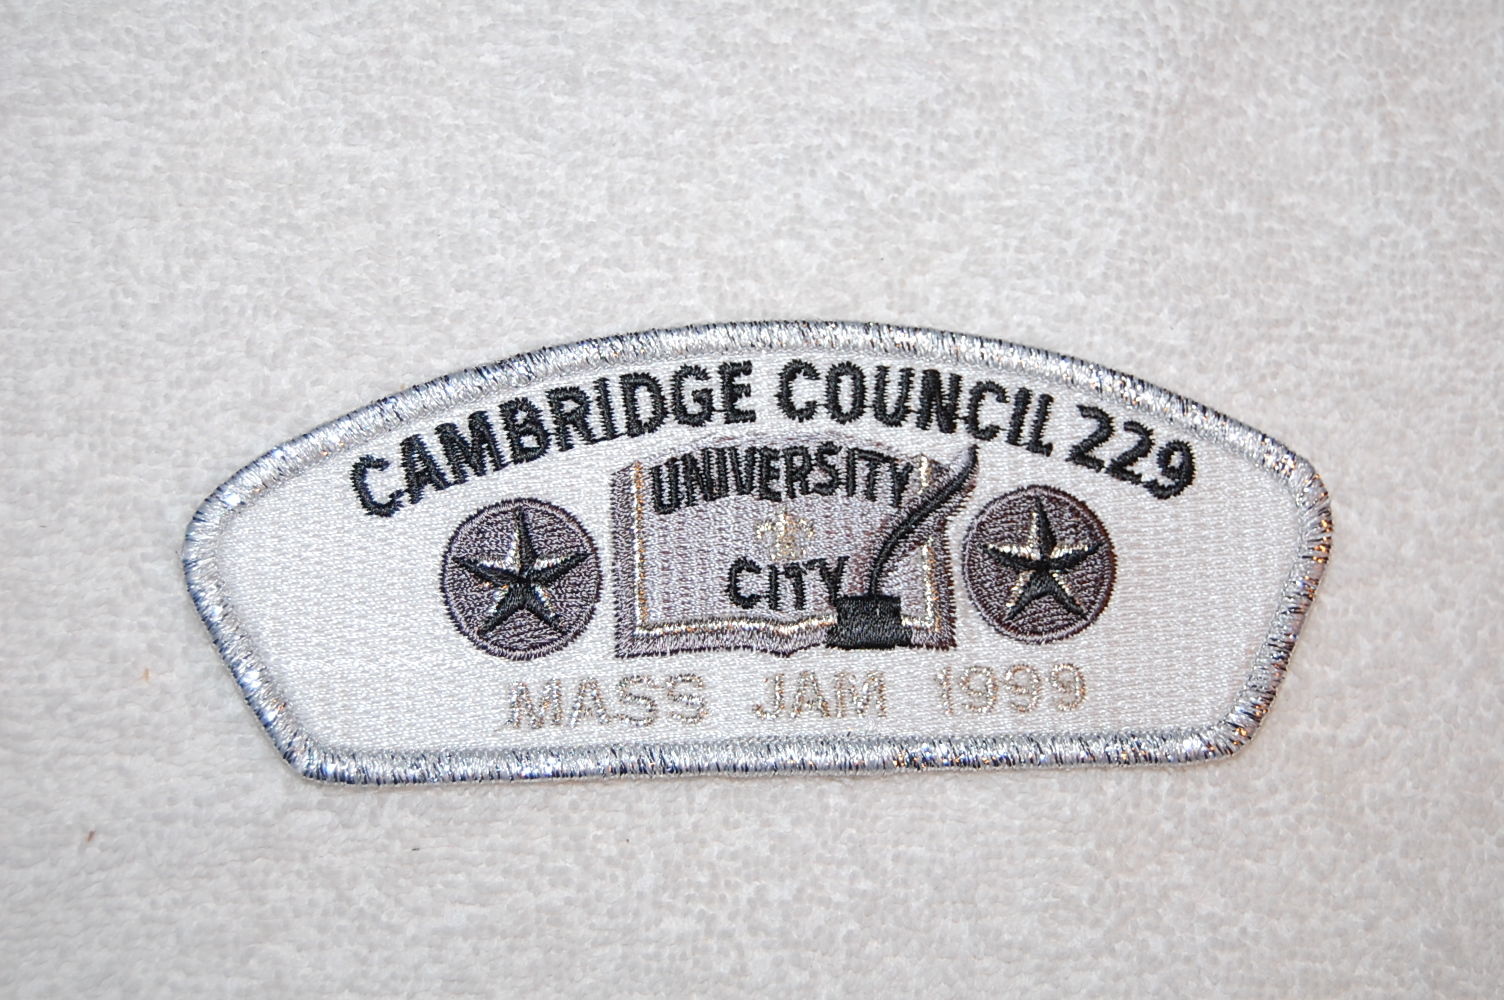 CAMBRIDGE COUNCIL 229
UNIVERSITY
CITY
MASS JAM 1999